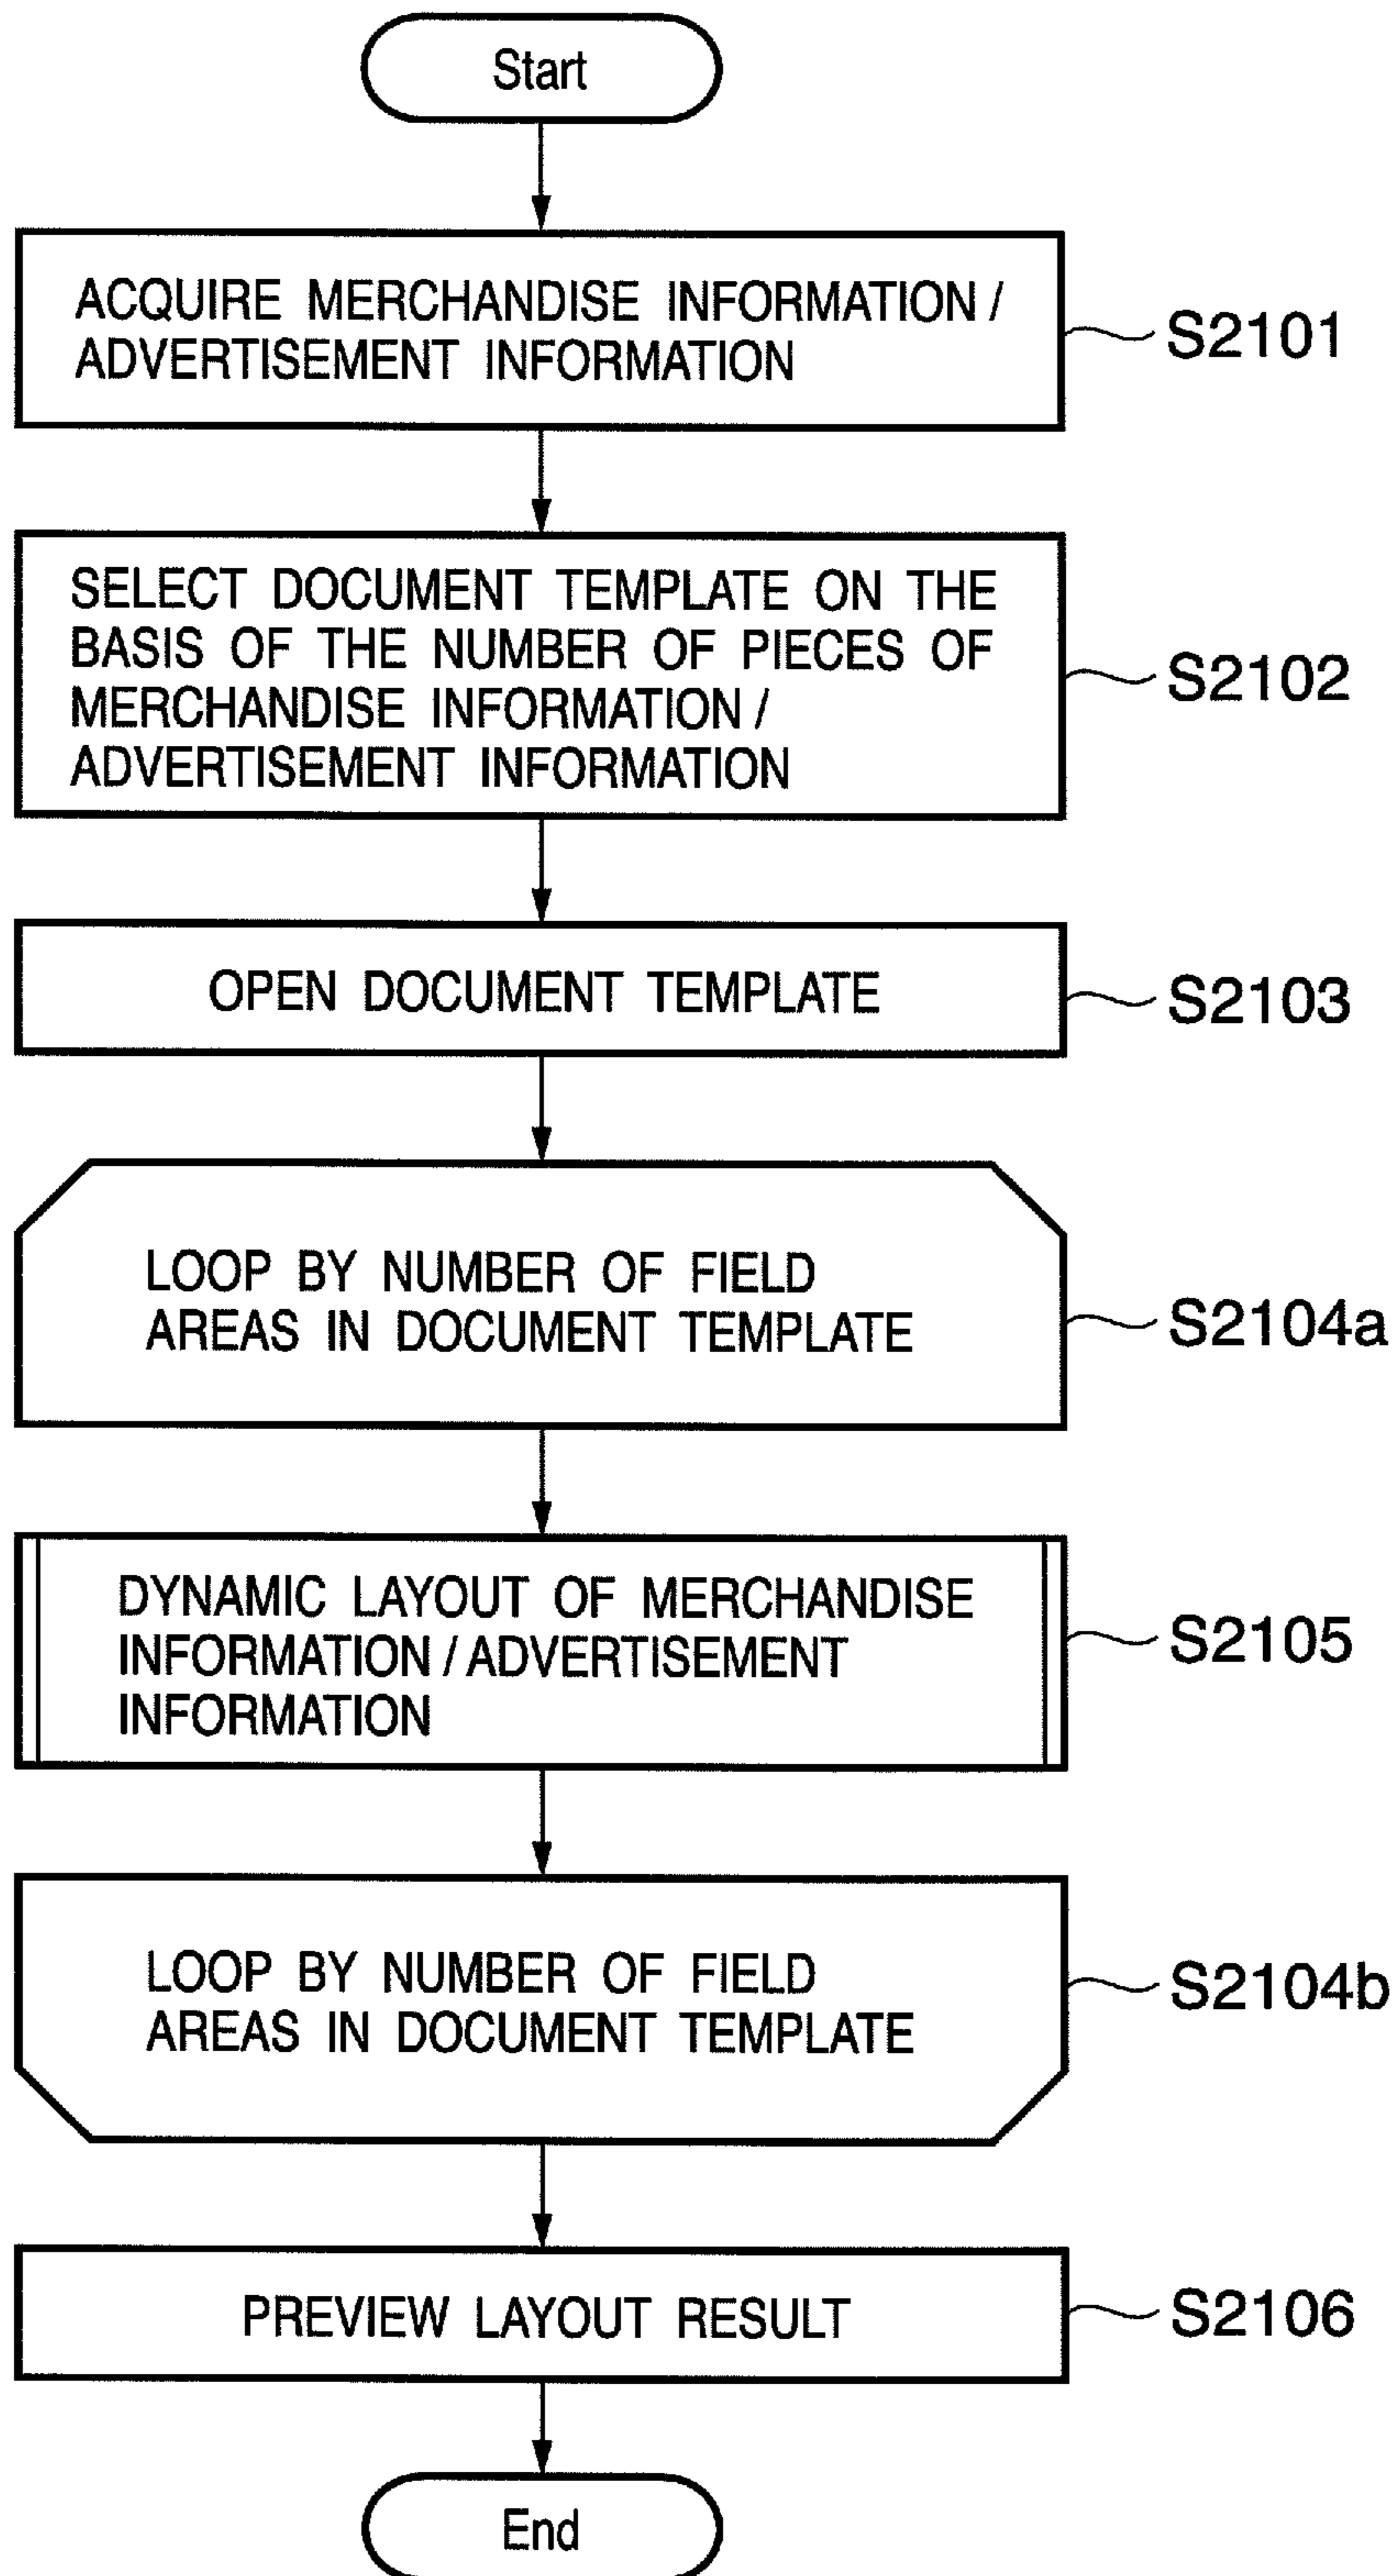 Start
ACQUIRE MERCHANDISE INFORMATION /
ADVERTISEMENT INFORMATION
S2101
SELECT DOCUMENT TEMPLATE ON THE
BASIS OF THE NUMBER OF PIECES OF
MERCHANDISE INFORMATION /
ADVERTISEMENT INFORMATION
S2102
OPEN DOCUMENT TEMPLATE
S2103
LOOP BY NUMBER OF FIELD
AREAS IN DOCUMENT TEMPLATE
S2104a
DYNAMIC LAYOUT OF MERCHANDISE
INFORMATION / ADVERTISEMENT
INFORMATION
S2105
LOOP BY NUMBER OF FIELD
AREAS IN DOCUMENT TEMPLATE
S2104b
PREVIEW LAYOUT RESULT
S2106
End